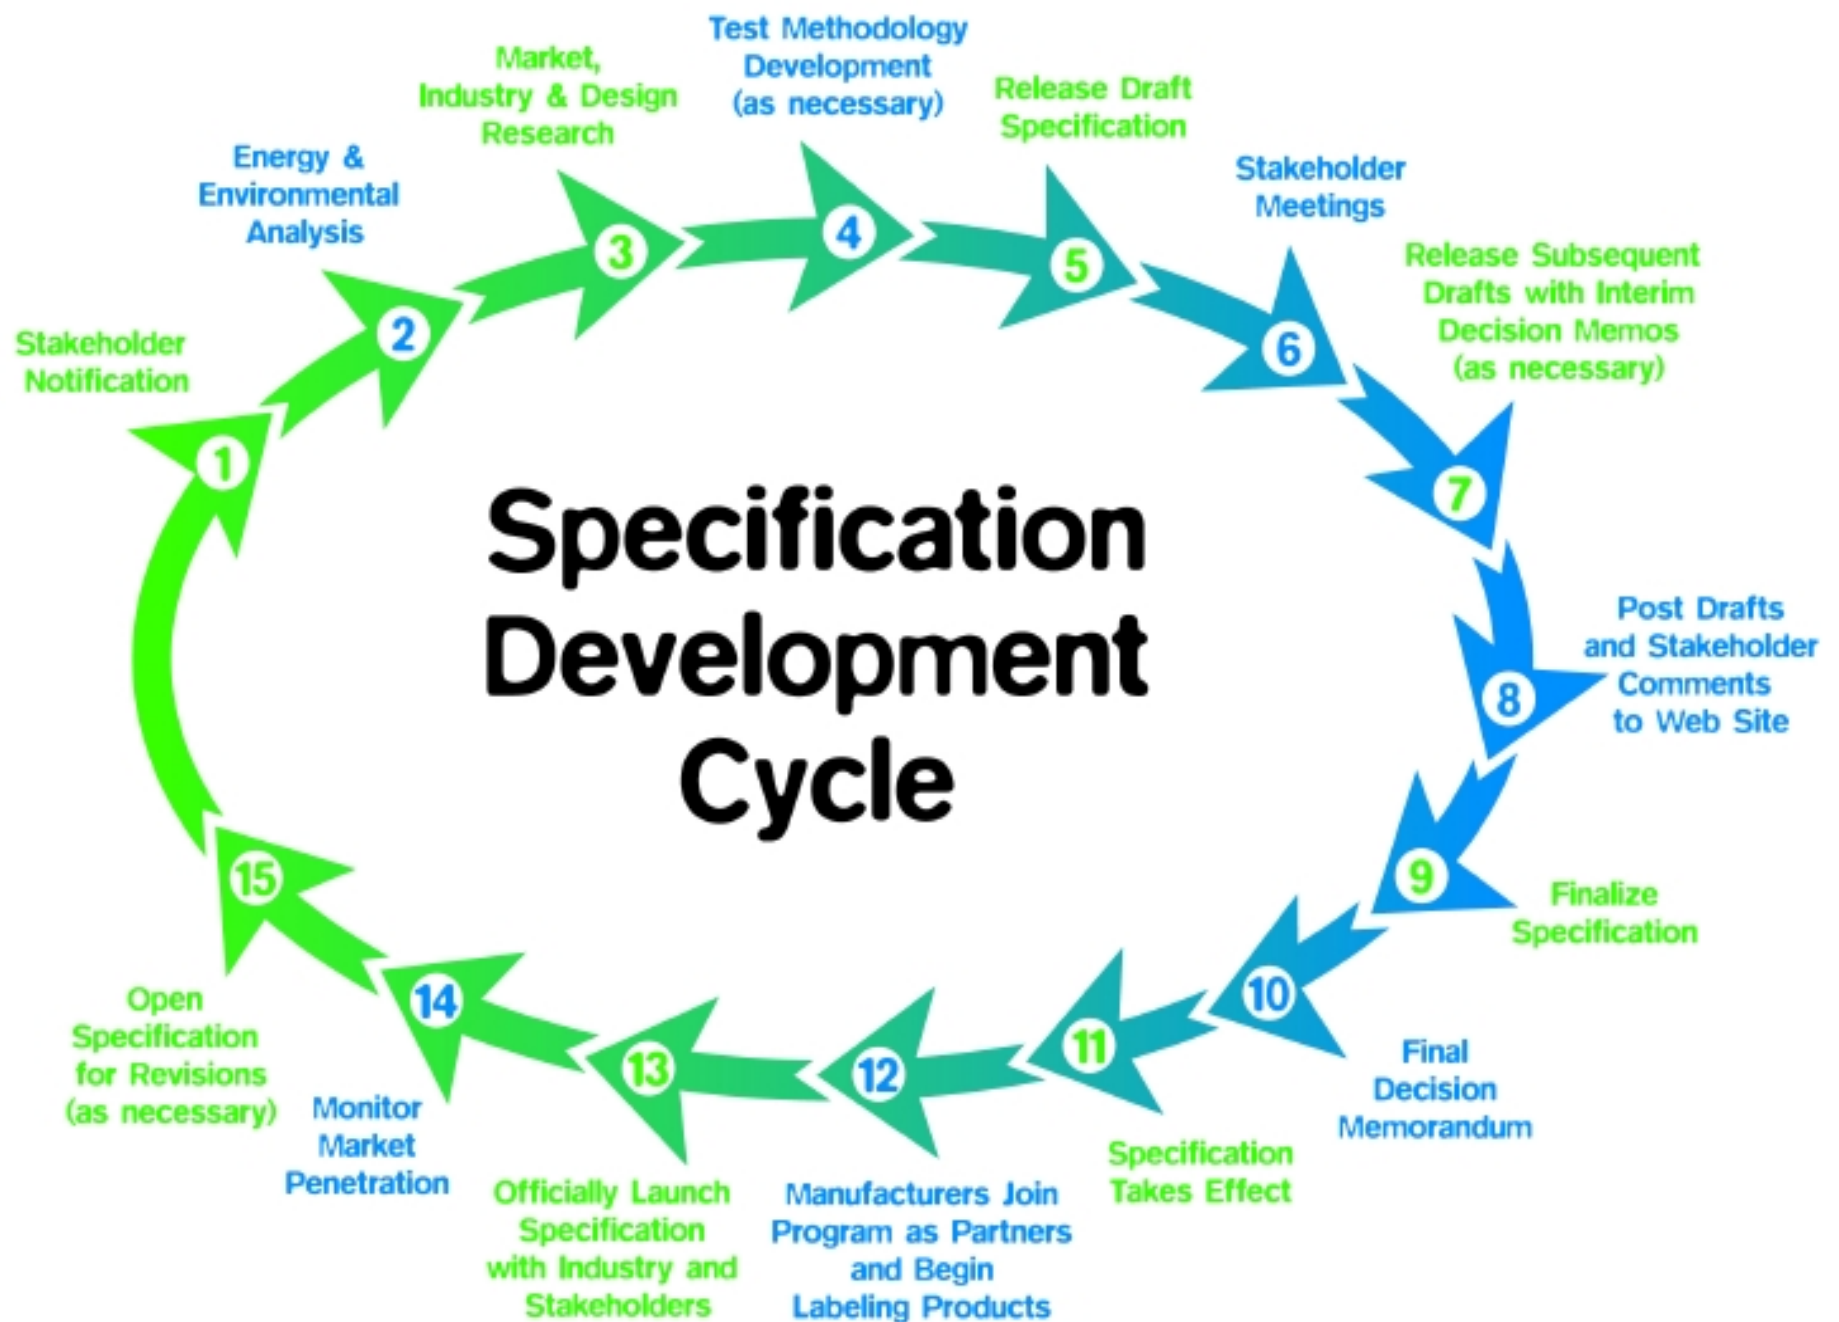 Specification
Development
Cycle
1
Stakeholder
Notification
2
Energy &
Environmental
Analysis
3
Market,
Industry & Design
Research
4
Test Methodology
Development
(as necessary)
5
Release Draft
Specification
6
Stakeholder
Meetings
7
Release Subsequent
Drafts with Interim
Decision Memos
(as necessary)
8
Post Drafts
and Stakeholder
Comments
to Web Site
9
Finalize
Specification
10
Final
Decision
Memorandum
11
Specification
Takes Effect
12
Manufacturers Join
Program as Partners
and Begin
Labeling Products
13
Officially Launch
Specification
with Industry and
Stakeholders
14
Monitor
Market
Penetration
15
Open
Specification
for Revisions
(as necessary)